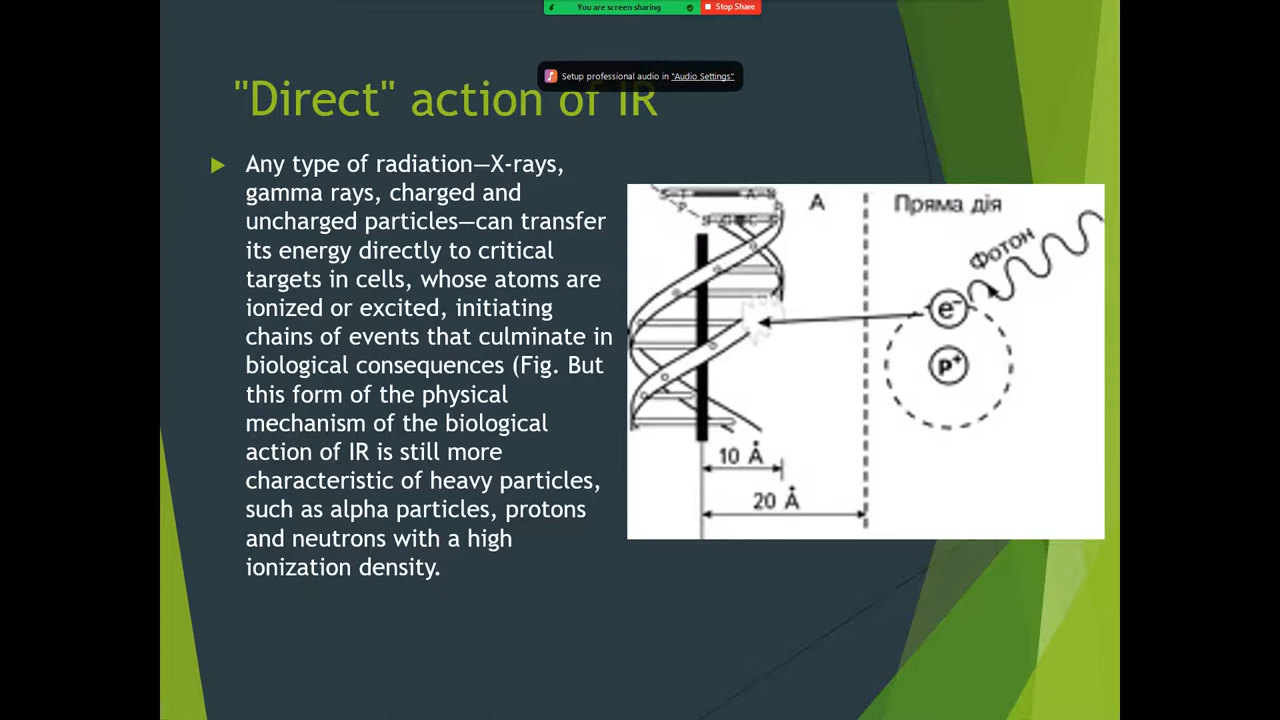 You are screen sharing
Stop Share
Setup professional audio in "Audio Settings"
"Direct" action of IR
Any type of radiation—X-rays,
gamma rays, charged and
uncharged particles—can transfer
its energy directly to critical
targets in cells, whose atoms are
ionized or excited, initiating
chains of events that culminate in
biological consequences (Fig. But
this form of the physical
mechanism of the biological
action of IR is still more
characteristic of heavy particles,
such as alpha particles, protons
and neutrons with a high
ionization density.
A
Пряма дія
Фотон
e⁻
P⁺
10 Å
20 Å